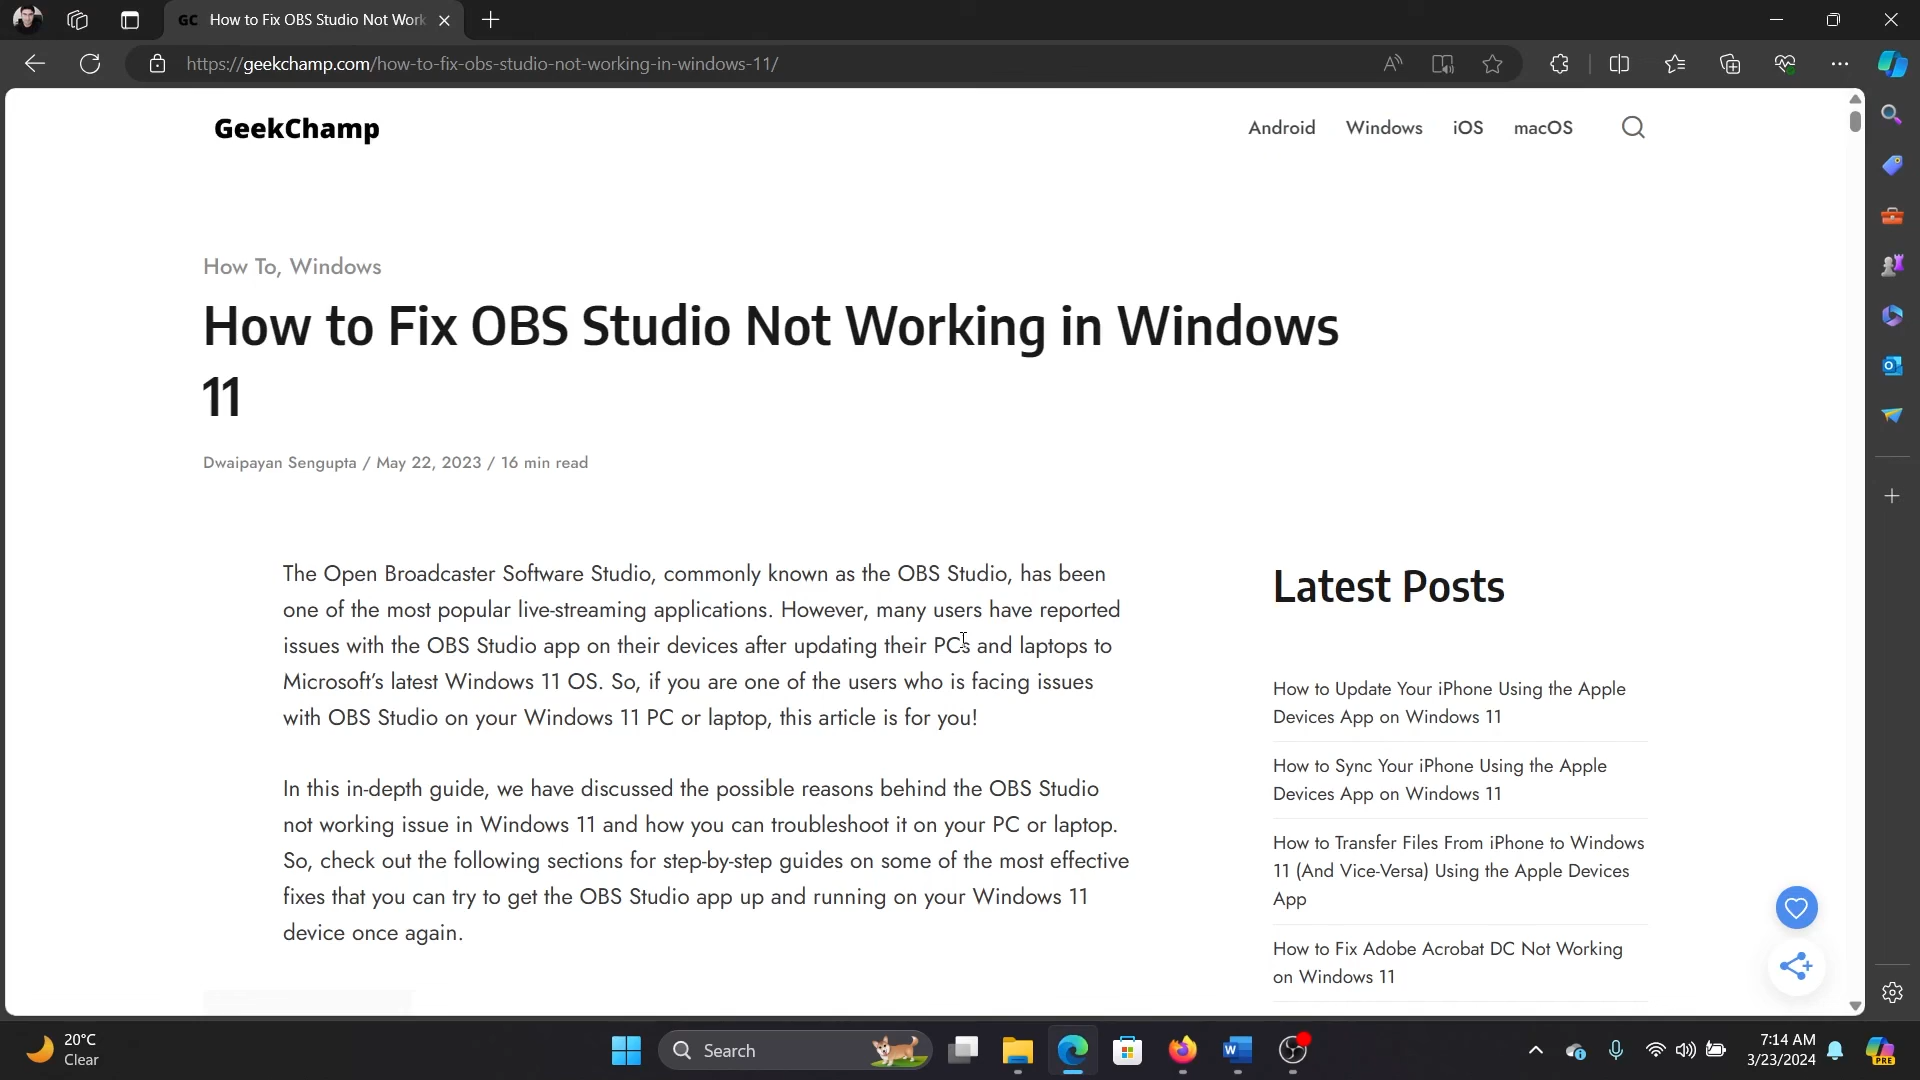 GC How to Fix OBS Studio Not Work
https://geekchamp.com/how-to-fix-obs-studio-not-working-in-windows-11/
GeekChamp
Android Windows iOS macOS
How To, Windows
How to Fix OBS Studio Not Working in Windows
11
Dwaipayan Sengupta / May 22, 2023 / 16 min read
The Open Broadcaster Software Studio, commonly known as the OBS Studio, has been
one of the most popular live-streaming applications. However, many users have reported
issues with the OBS Studio app on their devices after updating their PCs and laptops to
Microsoft's latest Windows 11 OS. So, if you are one of the users who is facing issues
with OBS Studio on your Windows 11 PC or laptop, this article is for you!
In this in-depth guide, we have discussed the possible reasons behind the OBS Studio
not working issue in Windows 11 and how you can troubleshoot it on your PC or laptop.
So, check out the following sections for step-by-step guides on some of the most effective
fixes that you can try to get the OBS Studio app up and running on your Windows 11
device once again.
Latest Posts
How to Update Your iPhone Using the Apple
Devices App on Windows 11
How to Sync Your iPhone Using the Apple
Devices App on Windows 11
How to Transfer Files From iPhone to Windows
11 (And Vice-Versa) Using the Apple Devices
App
How to Fix Adobe Acrobat DC Not Working
on Windows 11
20°C
Clear
Search
7:14 AM
3/23/2024
PRE